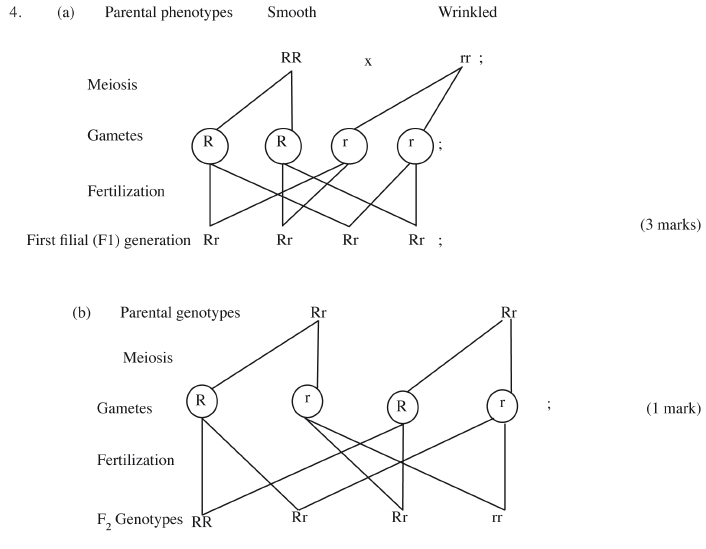 4. (a) Parental phenotypes Smooth Wrinkled
RR x rr ;
Meiosis
Gametes R R r r ;
Fertilization
(3 marks)
First filial (F1) generation Rr Rr Rr Rr ;
(b) Parental genotypes Rr Rr
Meiosis
Gametes R r R r ; (1 mark)
Fertilization
F2 Genotypes RR Rr Rr rr